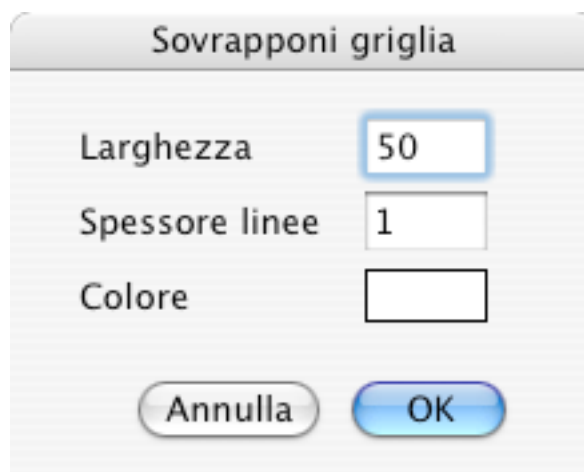 Sovrapponi griglia
Larghezza 50
Spessore linee 1
Colore
Annulla OK